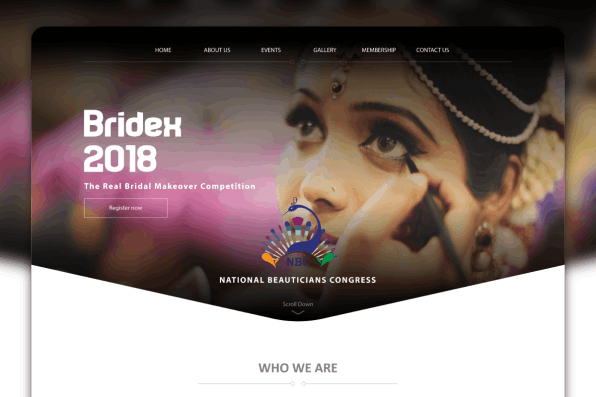 HOME ABOUT US EVENTS GALLERY MEMBERSHIP CONTACT US
Bridex
2018
The Real Bridal Makeover Competition
Register now
NATIONAL BEAUTICIANS CONGRESS
Scroll Down
WHO WE ARE